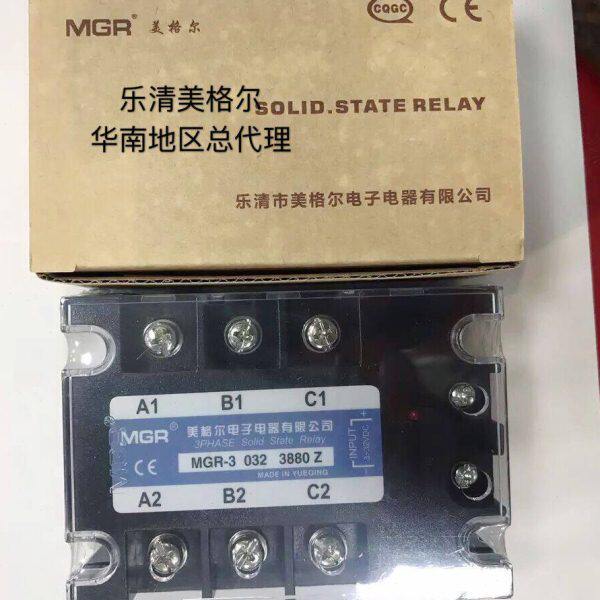 MGR® 美格尔
CQGC
CE
乐清美格尔
SOLID.STATE RELAY
华南地区总代理
乐清市美格尔电子电器有限公司
A1 B1 C1
MGR® 美格尔电子电器有限公司
3PHASE Solid State Relay
CE MGR-3 032 3880 Z
MADE IN YUEQING
INPUT
3-32VDC
+
A2 B2 C2